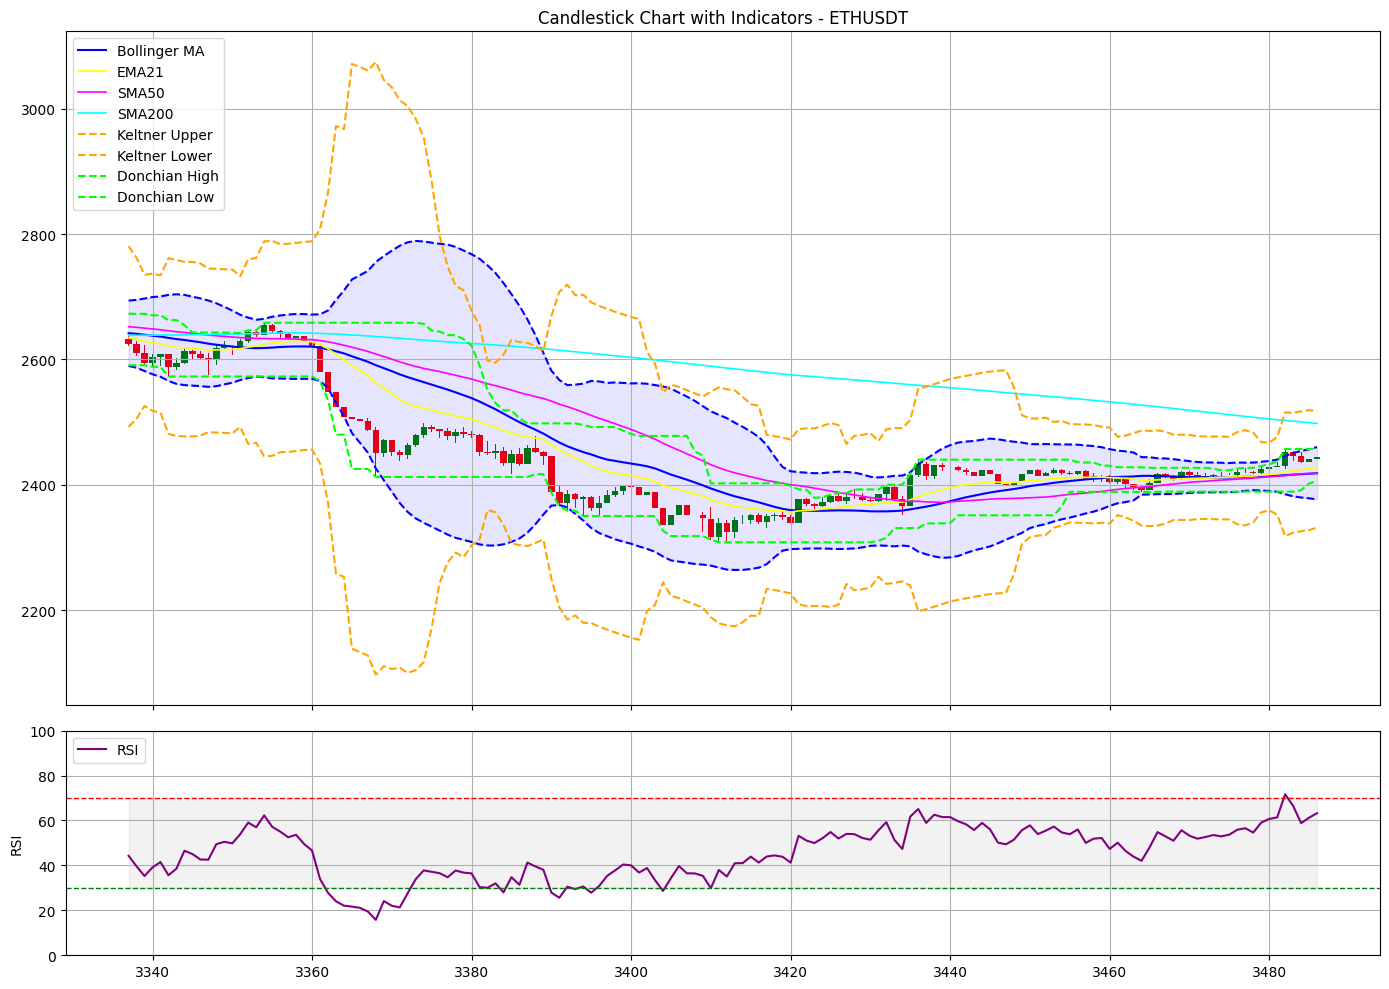 Candlestick Chart with Indicators - ETHUSDT
Bollinger MA
EMA21
SMA50
SMA200
Keltner Upper
Keltner Lower
Donchian High
Donchian Low
3000
2800
2600
2400
2200
RSI
100
80
60
40
20
0
RSI
3340 3360 3380 3400 3420 3440 3460 3480